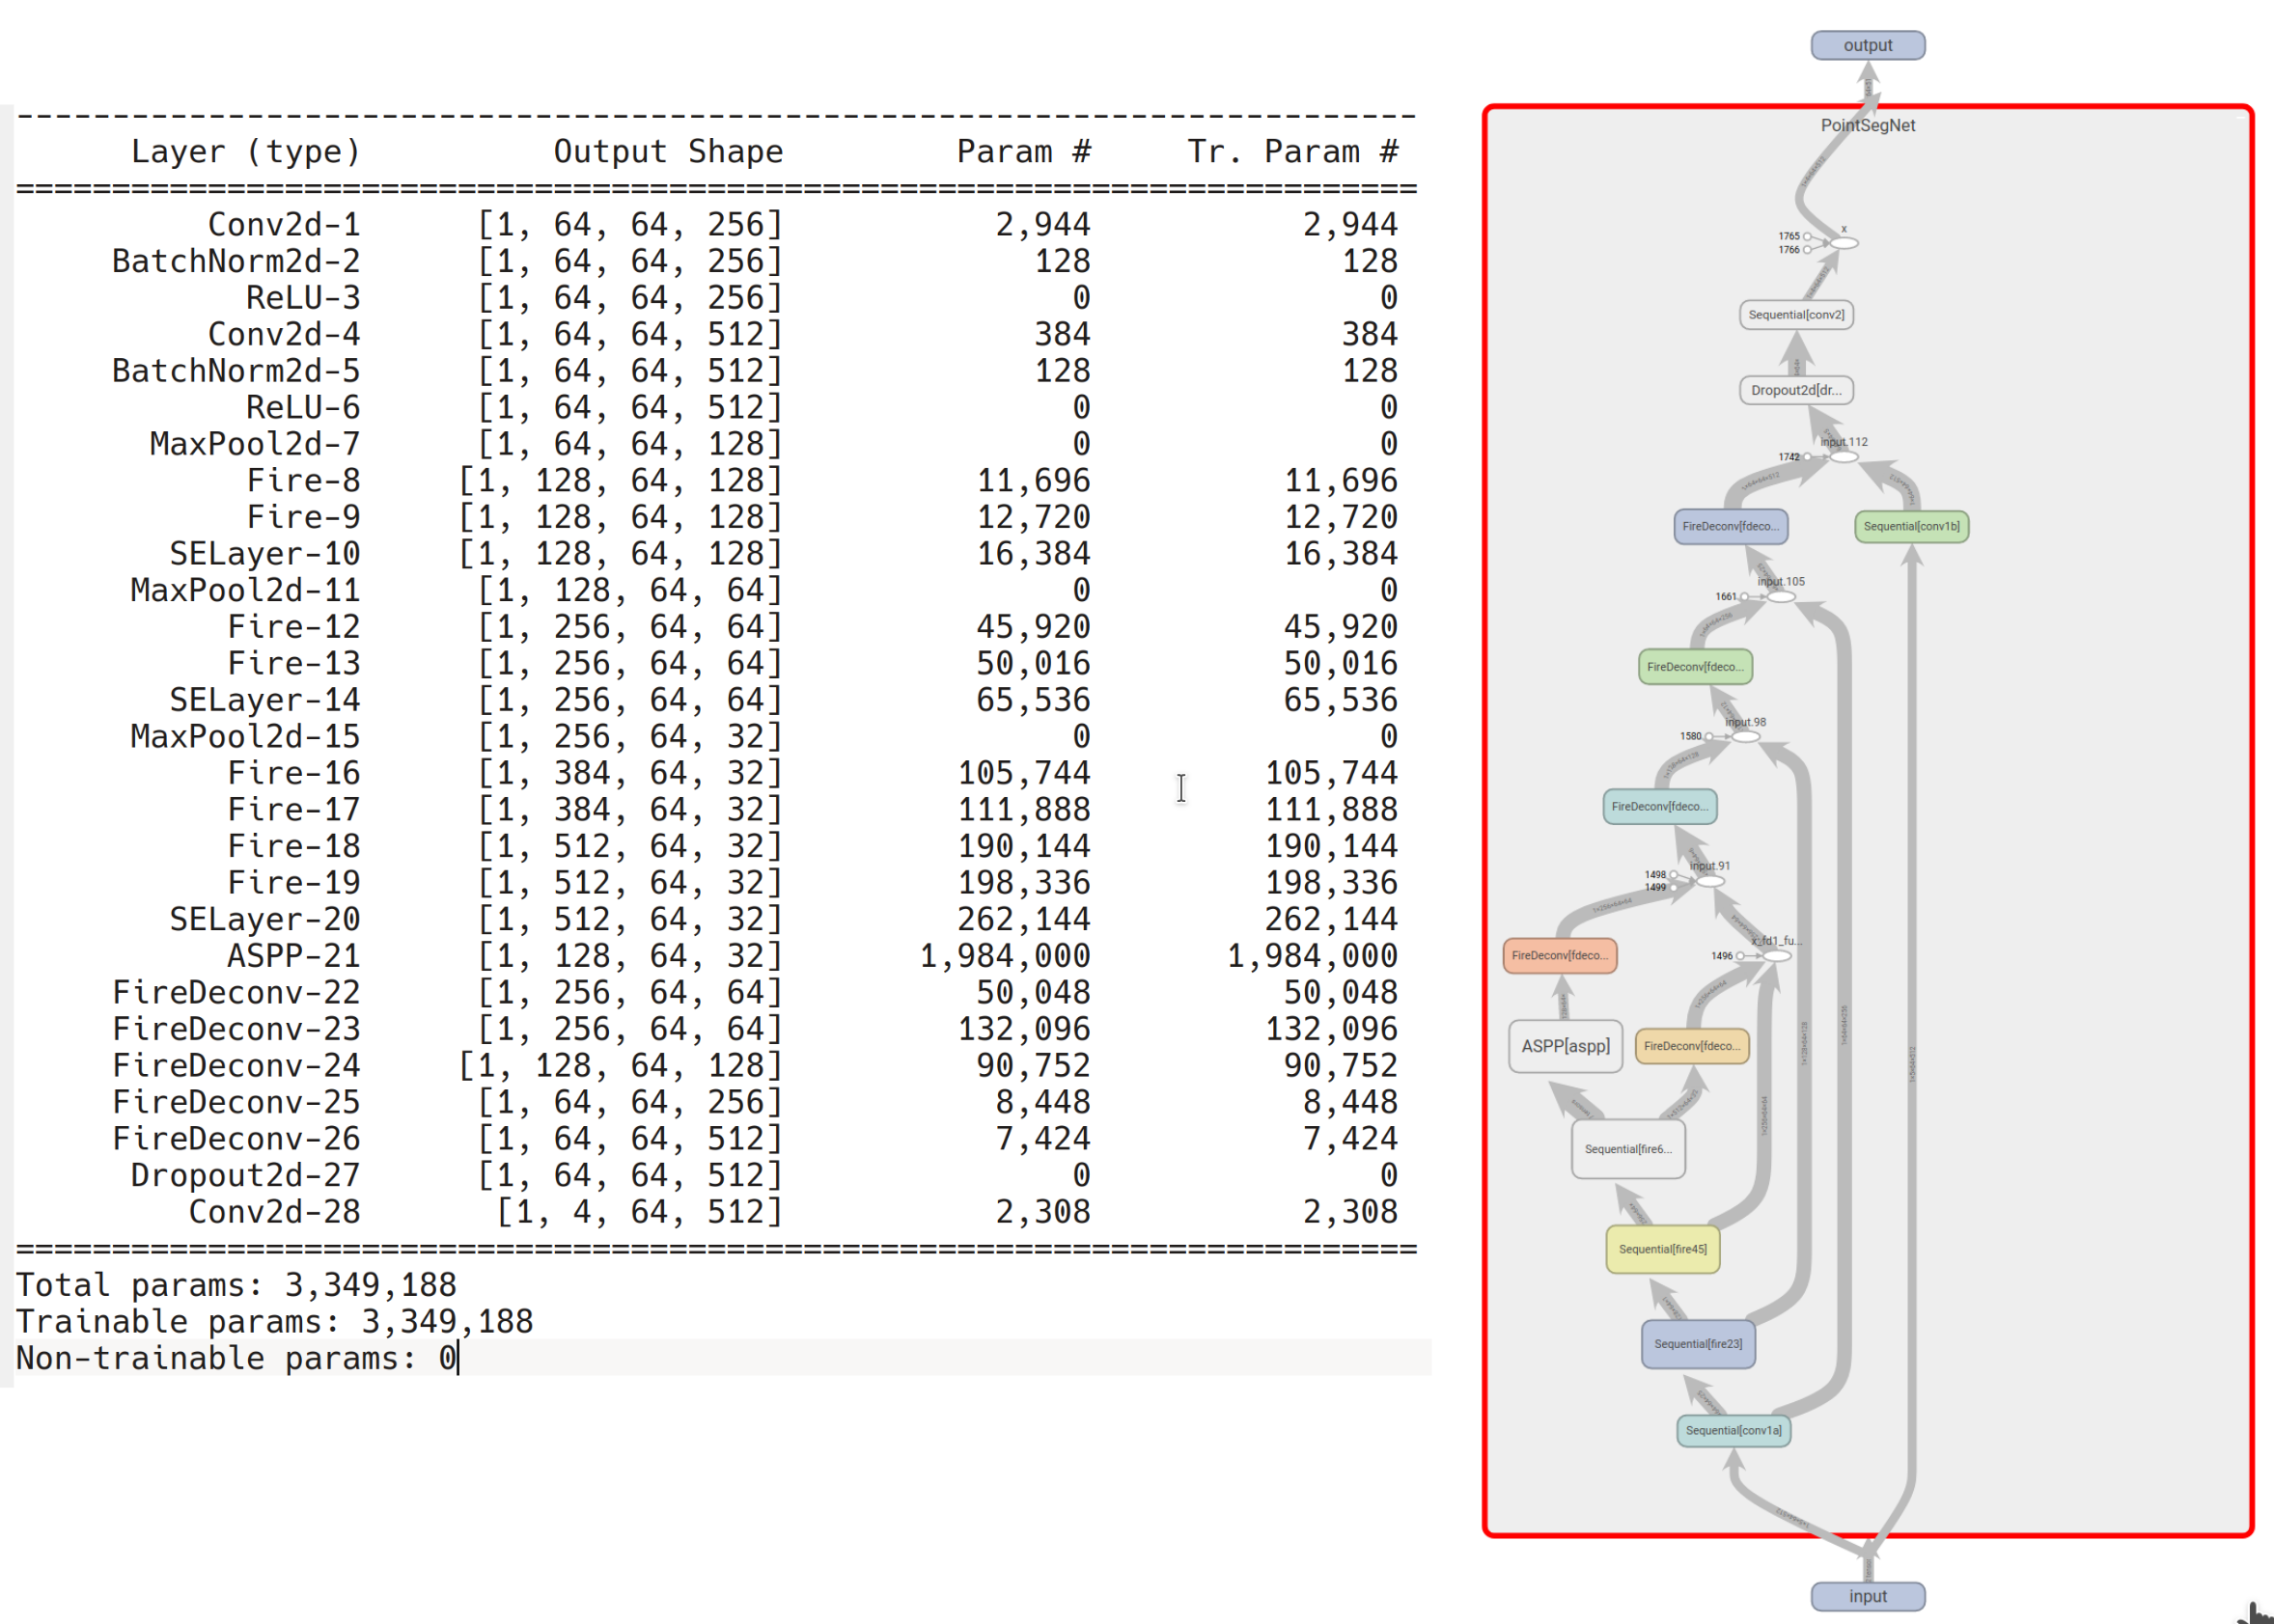 Layer (type) Output Shape Param # Tr. Param #
Conv2d-1 [1, 64, 64, 256] 2,944 2,944
BatchNorm2d-2 [1, 64, 64, 256] 128 128
ReLU-3 [1, 64, 64, 256] 0 0
Conv2d-4 [1, 64, 64, 512] 384 384
BatchNorm2d-5 [1, 64, 64, 512] 128 128
ReLU-6 [1, 64, 64, 512] 0 0
MaxPool2d-7 [1, 64, 64, 128] 0 0
Fire-8 [1, 128, 64, 128] 11,696 11,696
Fire-9 [1, 128, 64, 128] 12,720 12,720
SELayer-10 [1, 128, 64, 128] 16,384 16,384
MaxPool2d-11 [1, 128, 64, 64] 0 0
Fire-12 [1, 256, 64, 64] 45,920 45,920
Fire-13 [1, 256, 64, 64] 50,016 50,016
SELayer-14 [1, 256, 64, 64] 65,536 65,536
MaxPool2d-15 [1, 256, 64, 32] 0 0
Fire-16 [1, 384, 64, 32] 105,744 105,744
Fire-17 [1, 384, 64, 32] 111,888 111,888
Fire-18 [1, 512, 64, 32] 190,144 190,144
Fire-19 [1, 512, 64, 32] 198,336 198,336
SELayer-20 [1, 512, 64, 32] 262,144 262,144
ASPP-21 [1, 128, 64, 32] 1,984,000 1,984,000
FireDeconv-22 [1, 256, 64, 64] 50,048 50,048
FireDeconv-23 [1, 256, 64, 64] 132,096 132,096
FireDeconv-24 [1, 128, 64, 128] 90,752 90,752
FireDeconv-25 [1, 64, 64, 256] 8,448 8,448
FireDeconv-26 [1, 64, 64, 512] 7,424 7,424
Dropout2d-27 [1, 64, 64, 512] 0 0
Conv2d-28 [1, 4, 64, 512] 2,308 2,308
Total params: 3,349,188
Trainable params: 3,349,188
Non-trainable params: 0
output
PointSegNet
x
1765
1766
Sequential[conv2]
Dropout2d[dr...
input.112
1742
FireDeconv[fdeco...
Sequential[conv1b]
input.105
1661
FireDeconv[fdeco...
input.98
1580
FireDeconv[fdeco...
input.91
1498
1499
x_fd1_fu...
1496
FireDeconv[fdeco...
ASPP[aspp]
FireDeconv[fdeco...
Sequential[fire6...
Sequential[fire45]
Sequential[fire23]
Sequential[conv1a]
input